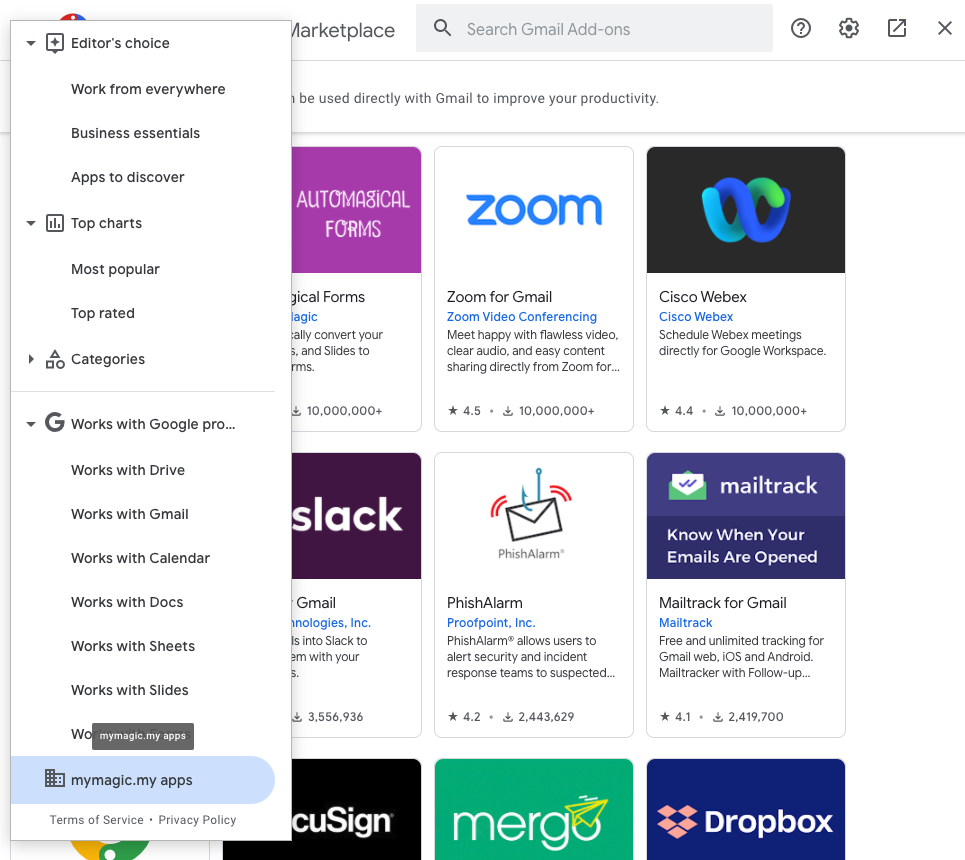 Marketplace
Search Gmail Add-ons
be used directly with Gmail to improve your productivity.
Editor's choice
Work from everywhere
Business essentials
Apps to discover
Top charts
Most popular
Top rated
Categories
Works with Google pro...
Works with Drive
Works with Gmail
Works with Calendar
Works with Docs
Works with Sheets
Works with Slides
mymagic.my apps
mymagic.my apps
Terms of Service • Privacy Policy
AUTOMAGICAL
FORMS
gical Forms
lagic
cally convert your
s, and Slides to
rms.
10,000,000+
zoom
Zoom for Gmail
Zoom Video Conferencing
Meet happy with flawless video,
clear audio, and easy content
sharing directly from Zoom for...
★ 4.5 • 10,000,000+
Cisco Webex
Cisco Webex
Schedule Webex meetings
directly for Google Workspace.
★ 4.4 • 10,000,000+
slack
Gmail
hnologies, Inc.
ls into Slack to
em with your
s.
3,556,936
PhishAlarm®
PhishAlarm
Proofpoint, Inc.
PhishAlarm® allows users to
alert security and incident
response teams to suspected...
★ 4.2 • 2,443,629
mailtrack
Know When Your
Emails Are Opened
Mailtrack for Gmail
Mailtrack
Free and unlimited tracking for
Gmail web, iOS and Android.
Mailtracker with Follow-up...
★ 4.1 • 2,419,700
cuSign
mergo
Dropbox